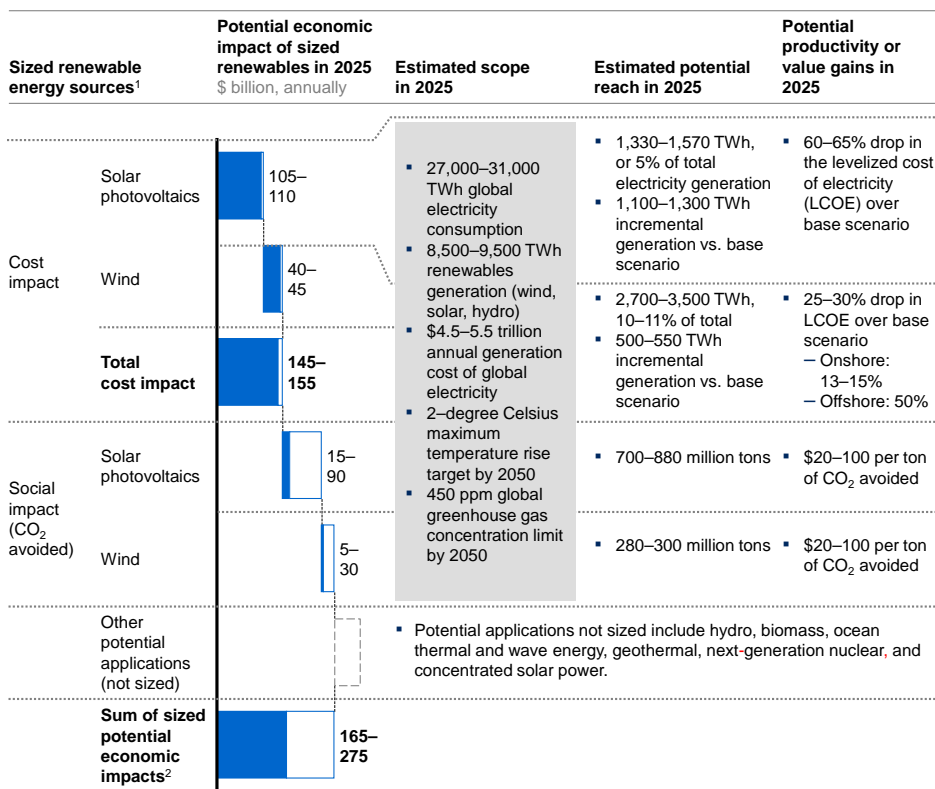 Sized renewable
energy sources1
Potential economic
impact of sized
renewables in 2025
$ billion, annually
Estimated scope
in 2025
Estimated potential
reach in 2025
Potential
productivity or
value gains in
2025
Cost
impact
Solar
photovoltaics
105–
110
Wind
40–
45
Total
cost impact
145–
155
Social
impact
(CO2
avoided)
Solar
photovoltaics
15–
90
Wind
5–
30
Other
potential
applications
(not sized)
Sum of sized
potential
economic
impacts2
165–
275
▪ 27,000–31,000
TWh global
electricity
consumption
▪ 8,500–9,500 TWh
renewables
generation (wind,
solar, hydro)
▪ $4.5–5.5 trillion
annual generation
cost of global
electricity
▪ 2–degree Celsius
maximum
temperature rise
target by 2050
▪ 450 ppm global
greenhouse gas
concentration limit
by 2050
▪ 1,330–1,570 TWh,
or 5% of total
electricity generation
▪ 1,100–1,300 TWh
incremental
generation vs. base
scenario
▪ 60–65% drop in
the levelized cost
of electricity
(LCOE) over
base scenario
▪ 2,700–3,500 TWh,
10–11% of total
▪ 500–550 TWh
incremental
generation vs. base
scenario
▪ 25–30% drop in
LCOE over base
scenario
– Onshore:
13–15%
– Offshore: 50%
▪ 700–880 million tons
▪ $20–100 per ton
of CO2 avoided
▪ 280–300 million tons
▪ $20–100 per ton
of CO2 avoided
▪ Potential applications not sized include hydro, biomass, ocean
thermal and wave energy, geothermal, next-generation nuclear, and
concentrated solar power.